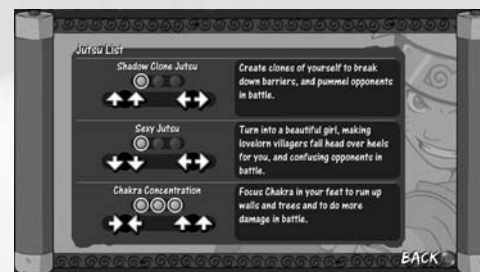 Jutsu List
Shadow Clone Jutsu
Create clones of yourself to break
down barriers, and pummel opponents
in battle.
Sexy Jutsu
Turn into a beautiful girl, making
lovelorn villagers fall head over heels
for you, and confusing opponents in
battle.
Chakra Concentration
Focus Chakra in your feet to run up
walls and trees and to do more
damage in battle.
BACK